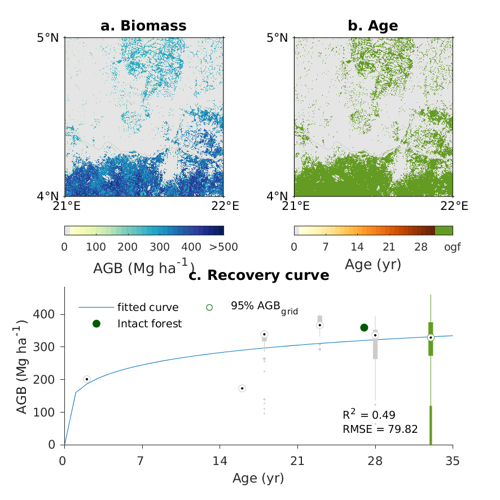 a. Biomass
b. Age
5°N
4°N
21°E 22°E
5°N
4°N
21°E 22°E
0 100 200 300 400 >500
AGB (Mg ha⁻¹)
0 7 14 21 28 ogf
Age (yr)
c. Recovery curve
fitted curve
95% AGBgrid
Intact forest
400
300
200
100
0
AGB (Mg ha⁻¹)
R² = 0.49
RMSE = 79.82
0 7 14 21 28 35
Age (yr)